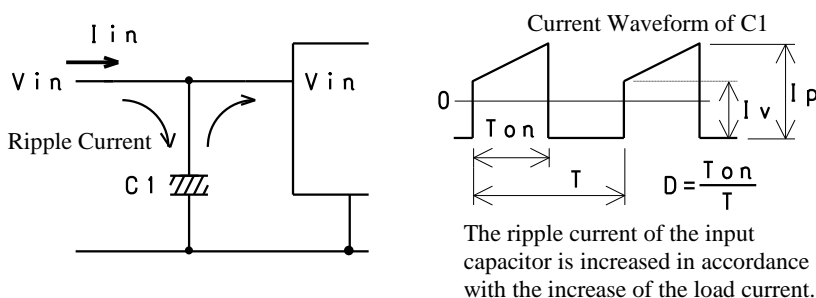 I in
Vin
Vin
Ripple Current
C1
Current Waveform of C1
0
Ip
Iv
Ton
T
D=Ton/T
The ripple current of the input
capacitor is increased in accordance
with the increase of the load current.